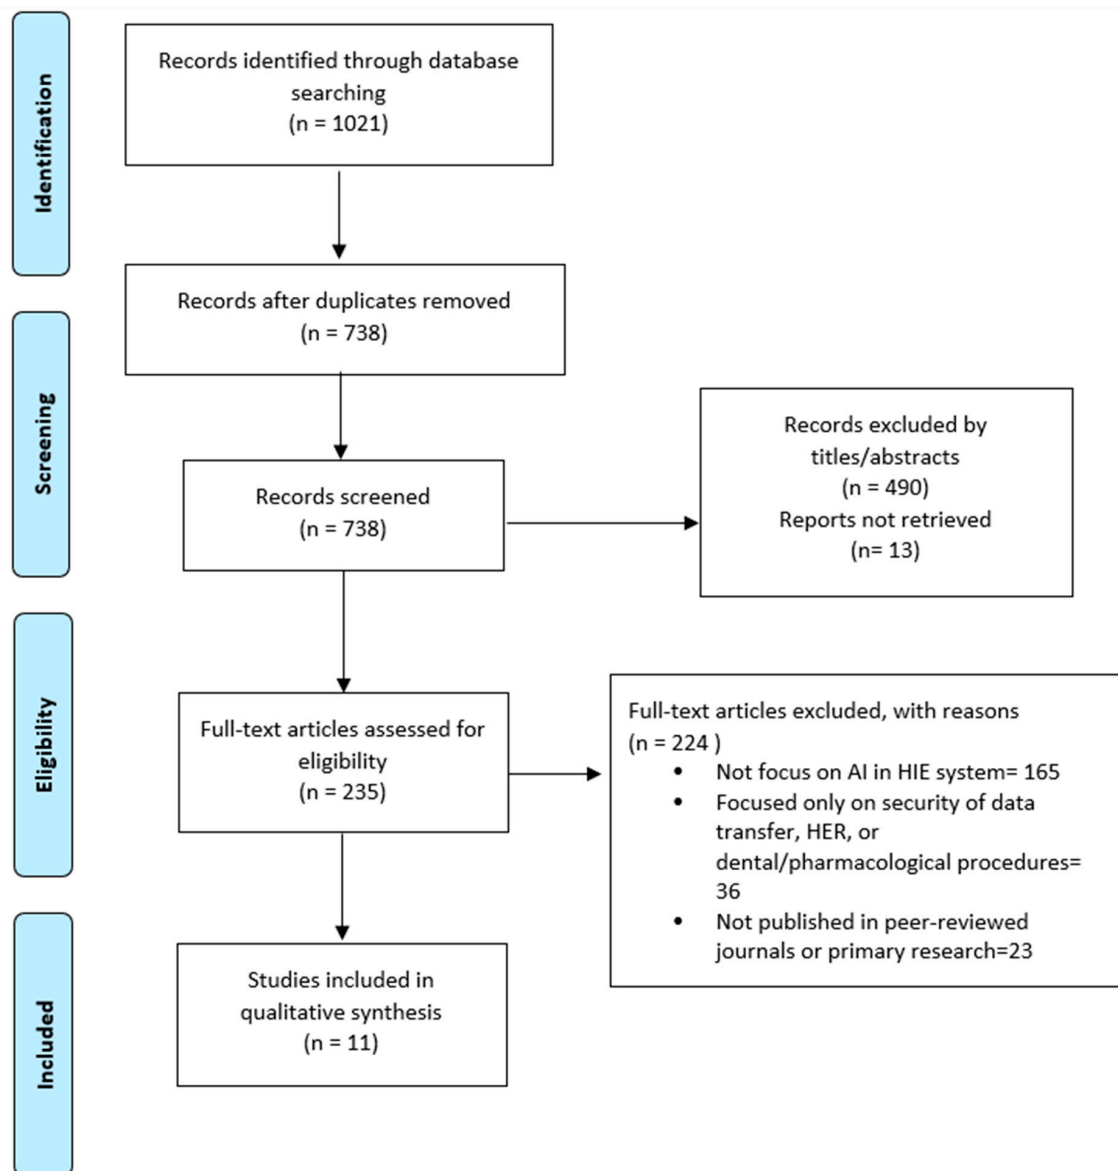 Identification
Records identified through database
searching
(n = 1021)
Records after duplicates removed
(n = 738)
Screening
Records screened
(n = 738)
Records excluded by
titles/abstracts
(n = 490)
Reports not retrieved
(n= 13)
Eligibility
Full-text articles assessed for
eligibility
(n = 235)
Full-text articles excluded, with reasons
(n = 224 )
• Not focus on AI in HIE system= 165
• Focused only on security of data
transfer, HER, or
dental/pharmacological procedures=
36
• Not published in peer-reviewed
journals or primary research=23
Included
Studies included in
qualitative synthesis
(n = 11)